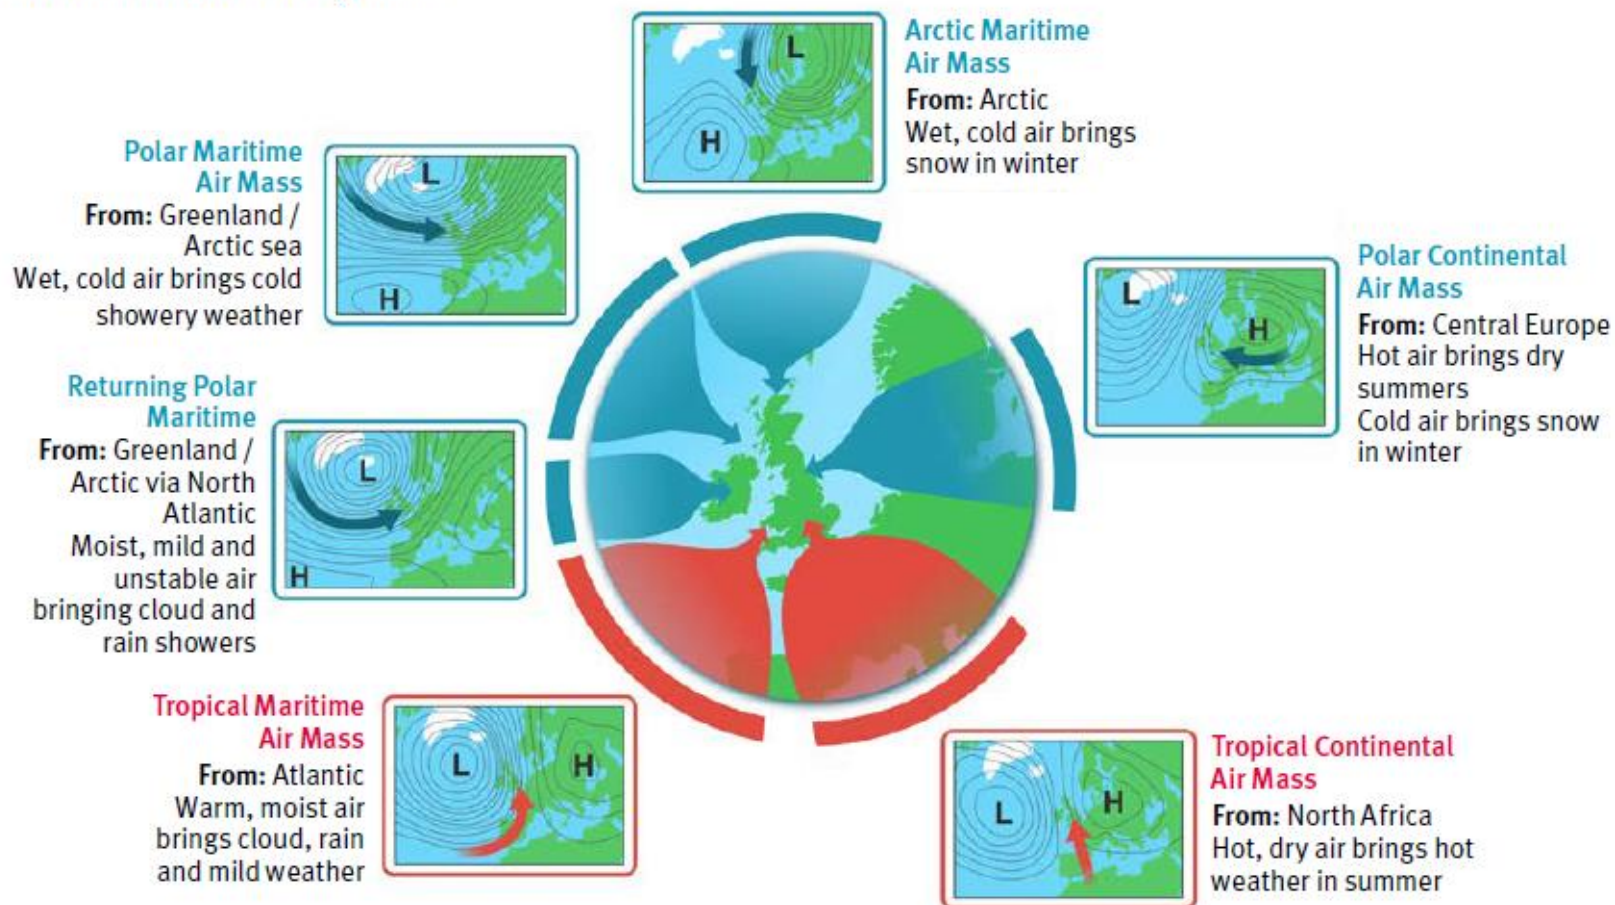 Arctic Maritime
Air Mass
From: Arctic
Wet, cold air brings
snow in winter
L
H
Polar Maritime
Air Mass
From: Greenland /
Arctic sea
Wet, cold air brings cold
showery weather
L
H
Polar Continental
Air Mass
From: Central Europe
Hot air brings dry
summers
Cold air brings snow
in winter
L
H
Returning Polar
Maritime
From: Greenland /
Arctic via North
Atlantic
Moist, mild and
unstable air
bringing cloud and
rain showers
L
H
Tropical Maritime
Air Mass
From: Atlantic
Warm, moist air
brings cloud, rain
and mild weather
L
H
Tropical Continental
Air Mass
From: North Africa
Hot, dry air brings hot
weather in summer
L
H